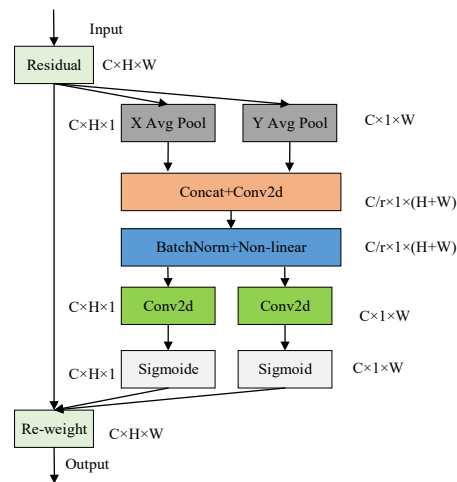 Input
Residual
C×H×W
C×H×1
X Avg Pool
Y Avg Pool
C×1×W
Concat+Conv2d
C/r×1×(H+W)
BatchNorm+Non-linear
C/r×1×(H+W)
C×H×1
Conv2d
Conv2d
C×1×W
C×H×1
Sigmoide
Sigmoid
C×1×W
Re-weight
C×H×W
Output